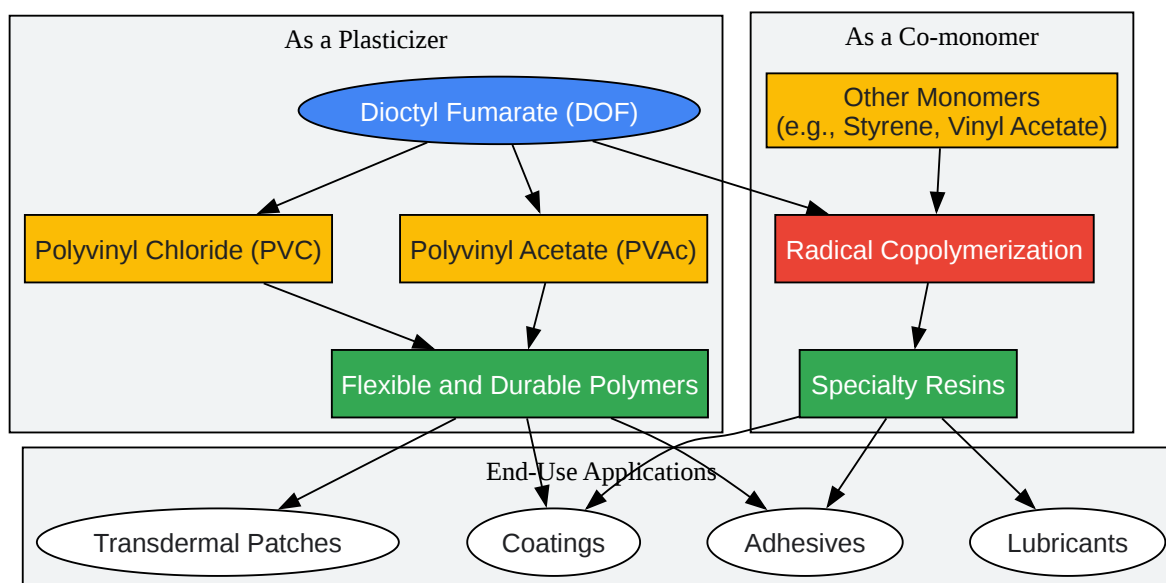 As a Plasticizer
As a Co-monomer
Dioctyl Fumarate (DOF)
Other Monomers
(e.g., Styrene, Vinyl Acetate)
Polyvinyl Chloride (PVC)
Polyvinyl Acetate (PVAc)
Radical Copolymerization
Flexible and Durable Polymers
Specialty Resins
End-Use Applications
Transdermal Patches
Coatings
Adhesives
Lubricants